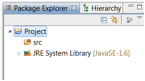 Package Explorer Hierarchy
Project
src
JRE System Library [JavaSE-1.6]